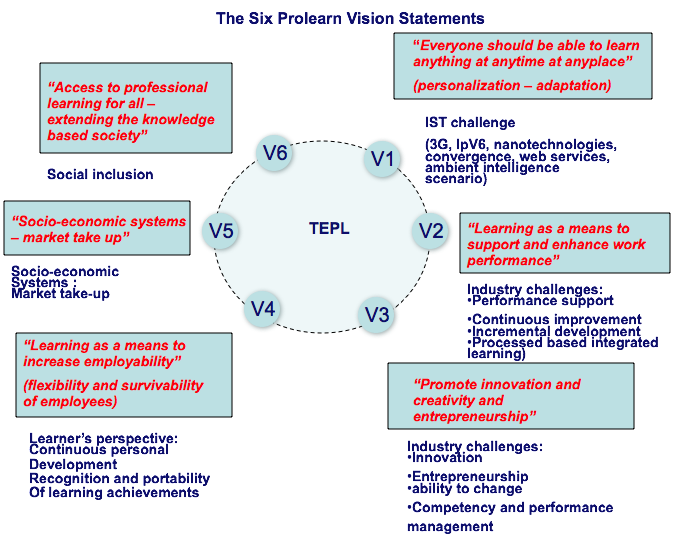 The Six Prolearn Vision Statements
“Everyone should be able to learn
anything at anytime at anyplace”
(personalization – adaptation)
IST challenge
(3G, IpV6, nanotechnologies,
convergence, web services,
ambient intelligence
scenario)
“Access to professional
learning for all –
extending the knowledge
based society”
Social inclusion
V6
V1
“Socio-economic systems
– market take up”
Socio-economic
Systems :
Market take-up
V5
TEPL
V2
“Learning as a means to
support and enhance work
performance”
Industry challenges:
•Performance support
•Continuous improvement
•Incremental development
•Processed based integrated
learning)
V4
V3
“Learning as a means to
increase employability”
(flexibility and survivability
of employees)
Learner’s perspective:
Continuous personal
Development
Recognition and portability
Of learning achievements
“Promote innovation and
creativity and
entrepreneurship”
Industry challenges:
•Innovation
•Entrepreneurship
•ability to change
•Competency and performance
management